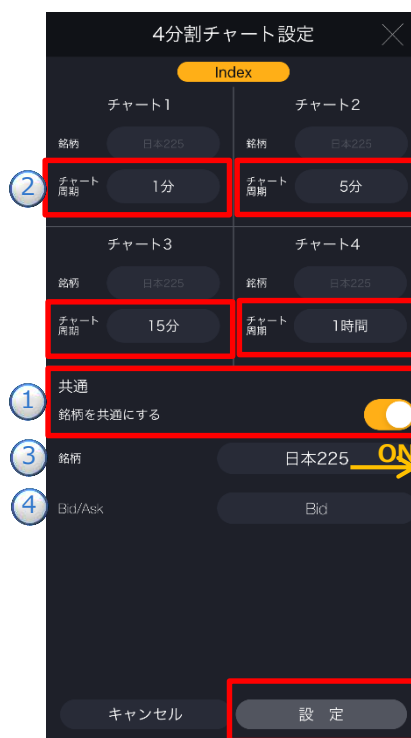 4分割チャート設定
Index
チャート1
チャート2
銘柄
日本225
銘柄
日本225
②
チャート
周期
1分
チャート
周期
5分
チャート3
チャート4
銘柄
日本225
銘柄
日本225
チャート
周期
15分
チャート
周期
1時間
①
共通
銘柄を共通にする
③
銘柄
日本225
ON
④
Bid/Ask
Bid
キャンセル
設 定